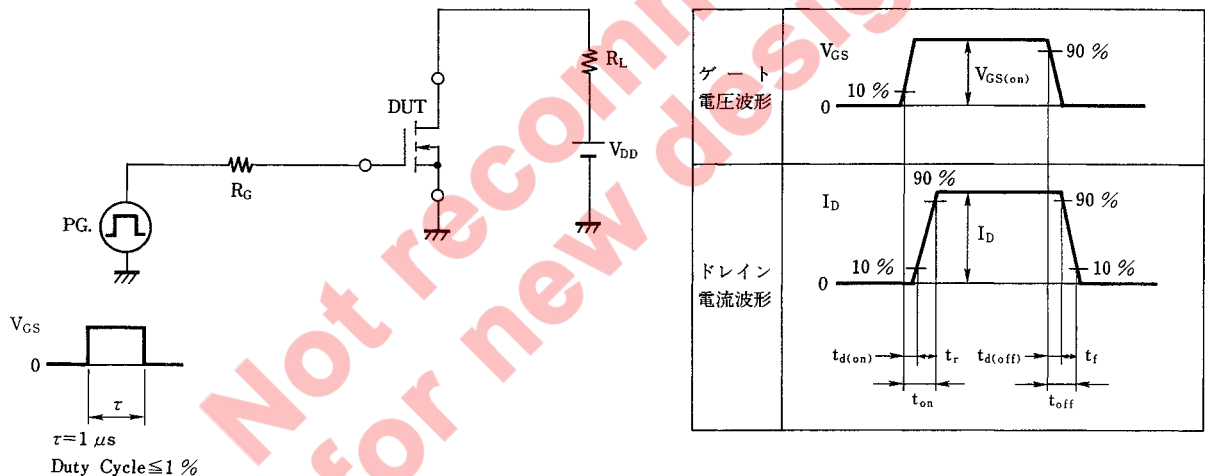 DUT
R_L
V_DD
R_G
PG.
V_GS
0
τ
τ=1 μs
Duty Cycle≦1 %
ゲート
電圧波形
V_GS
10 %
0
V_GS(on)
90 %
ドレイン
電流波形
I_D
90 %
10 %
0
I_D
90 %
10 %
t_d(on)
t_r
t_d(off)
t_f
t_on
t_off
Not recomm
for new design